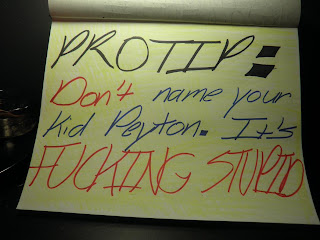 PROTIP:
Don't name your
Kid Peyton. It's
FUCKING STUPID